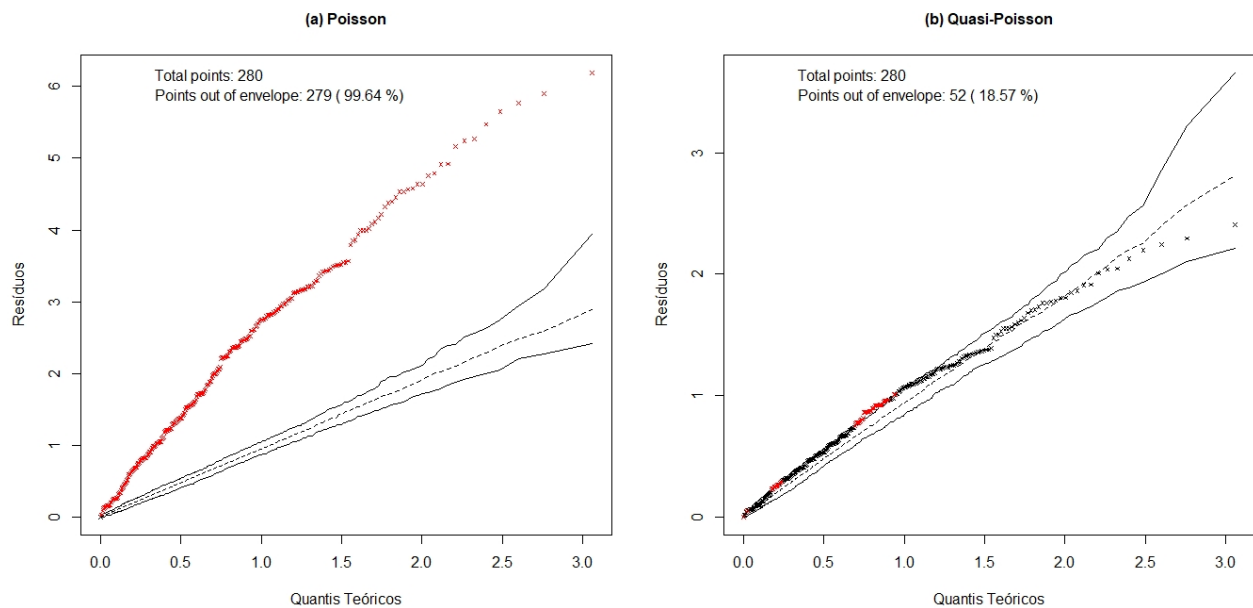 (a) Poisson
Total points: 280
Points out of envelope: 279 ( 99.64 %)
Resíduos
0
1
2
3
4
5
6
0.0
0.5
1.0
1.5
2.0
2.5
3.0
Quantis Teóricos
(b) Quasi-Poisson
Total points: 280
Points out of envelope: 52 ( 18.57 %)
Resíduos
0
1
2
3
0.0
0.5
1.0
1.5
2.0
2.5
3.0
Quantis Teóricos